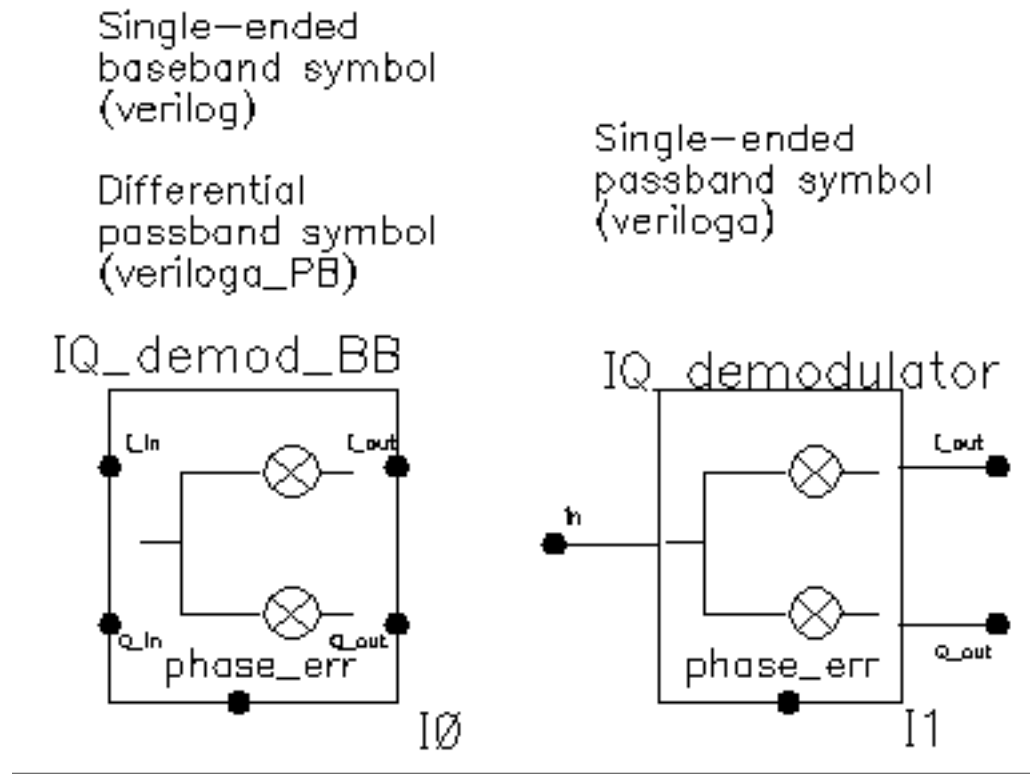 Single-ended
baseband symbol
(verilog)
Differential
passband symbol
(veriloga_PB)
Single-ended
passband symbol
(veriloga)
IQ_demod_BB
I_in
I_out
Q_in
Q_out
phase_err
I0
IQ_demodulator
in
I_out
Q_out
phase_err
I1